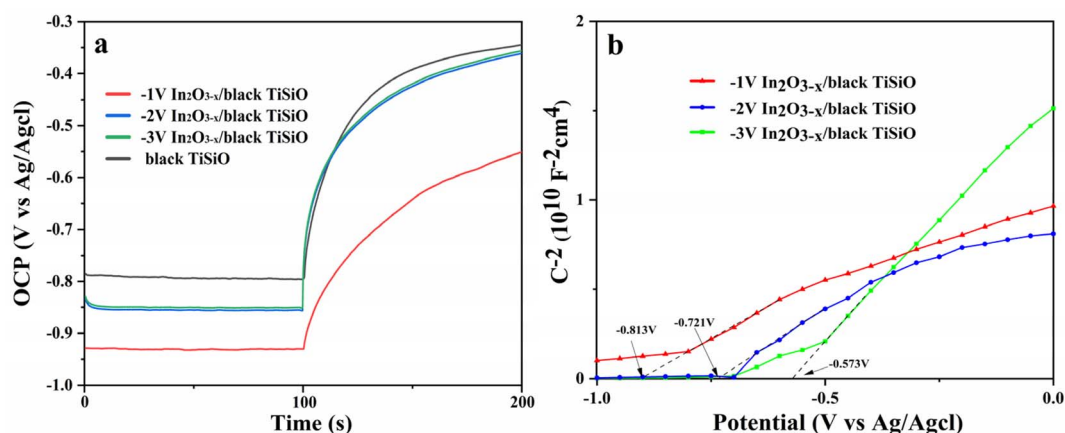 a
-0.3
-0.4
-0.5
-0.6
-0.7
-0.8
-0.9
-1.0
OCP (V vs Ag/Agcl)
-1V In₂O₃₋ₓ/black TiSiO
-2V In₂O₃₋ₓ/black TiSiO
-3V In₂O₃₋ₓ/black TiSiO
black TiSiO
0
100
200
Time (s)
b
2
1
0
C⁻² (10¹⁰ F⁻²cm⁴)
-1V In₂O₃₋ₓ/black TiSiO
-2V In₂O₃₋ₓ/black TiSiO
-3V In₂O₃₋ₓ/black TiSiO
-0.813V
-0.721V
-0.573V
-1.0
-0.5
0.0
Potential (V vs Ag/Agcl)